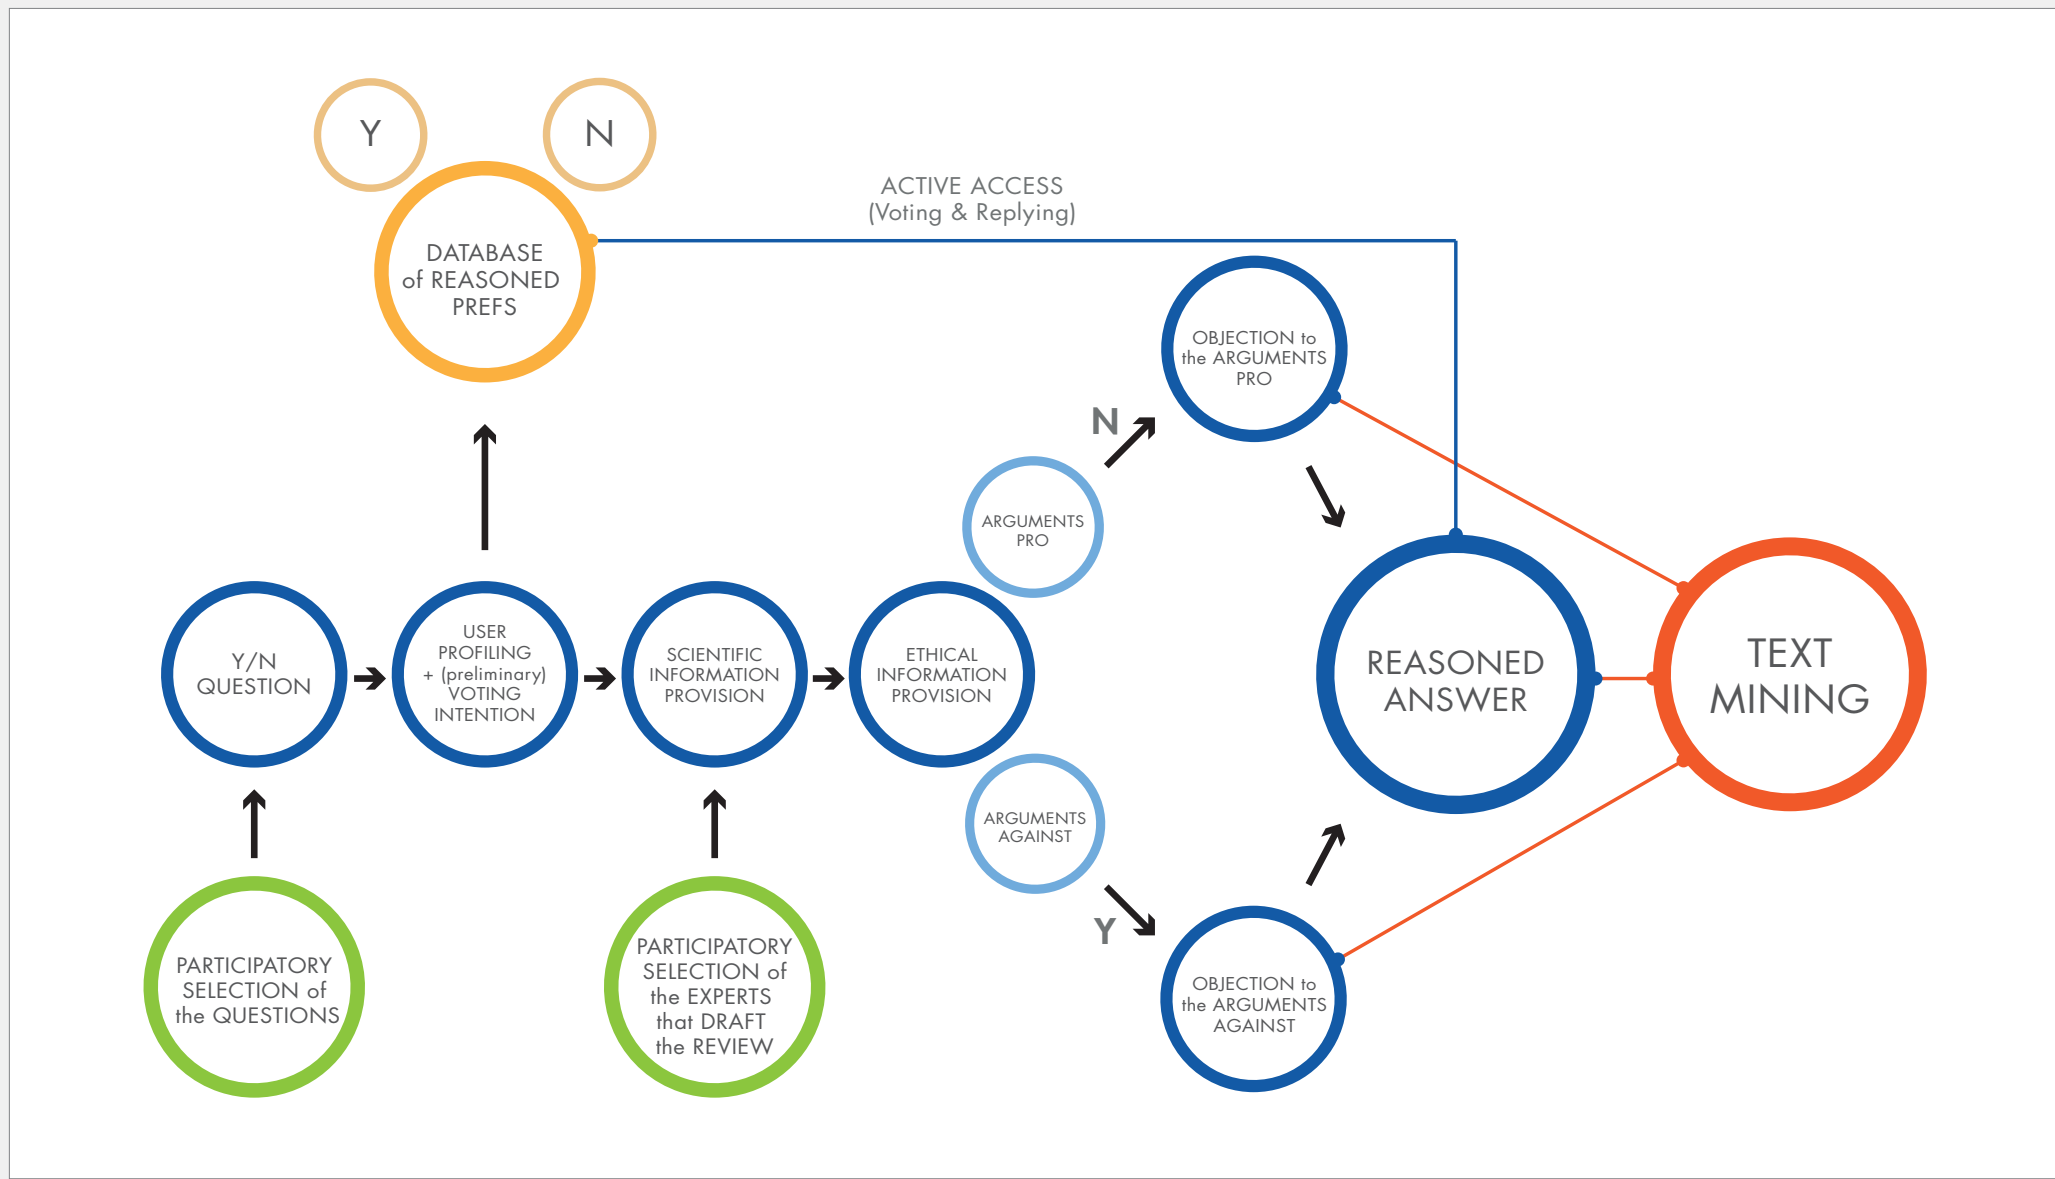 Y
N
DATABASE
of REASONED
PREFS
ACTIVE ACCESS
(Voting & Replying)
OBJECTION to
the ARGUMENTS
PRO
N
ARGUMENTS
PRO
Y/N
QUESTION
USER
PROFILING
+ (preliminary)
VOTING
INTENTION
SCIENTIFIC
INFORMATION
PROVISION
ETHICAL
INFORMATION
PROVISION
REASONED
ANSWER
TEXT
MINING
ARGUMENTS
AGAINST
Y
PARTICIPATORY
SELECTION of
the QUESTIONS
PARTICIPATORY
SELECTION of
the EXPERTS
that DRAFT
the REVIEW
OBJECTION to
the ARGUMENTS
AGAINST